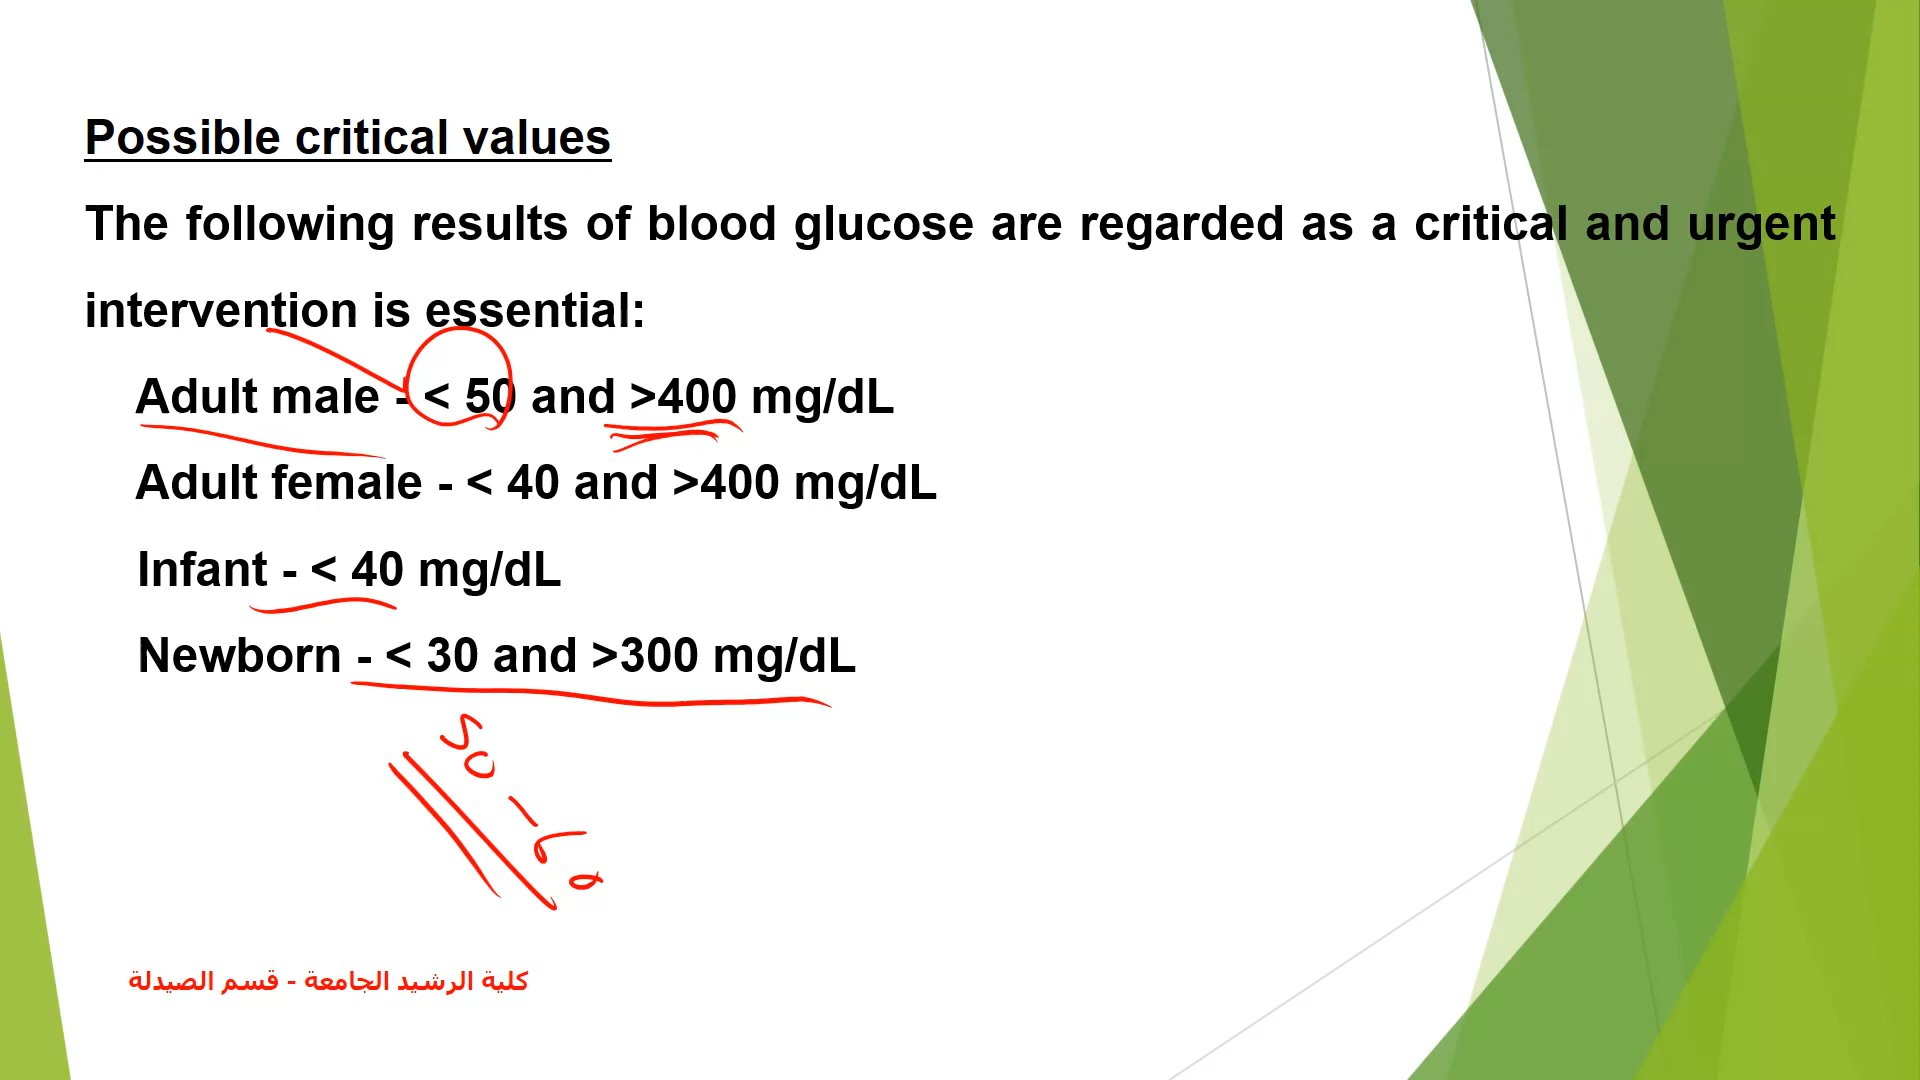 Possible critical values
The following results of blood glucose are regarded as a critical and urgent
intervention is essential:
Adult male - < 50 and >400 mg/dL
Adult female - < 40 and >400 mg/dL
Infant - < 40 mg/dL
Newborn - < 30 and >300 mg/dL
كلية الرشيد الجامعة - قسم الصيدلة